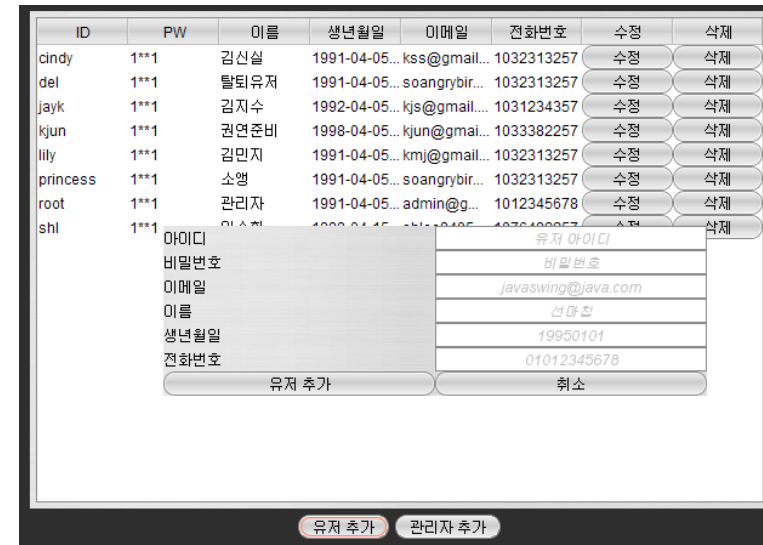 ID PW 이름 생년월일 이메일 전화번호 수정 삭제
cindy 1**1 김신실 1991-04-05... kss@gmail... 1032313257 수정 삭제
del 1**1 탈퇴유저 1991-04-05... soangrybir... 1032313257 수정 삭제
jayk 1**1 김지수 1992-04-05... kjs@gmail.... 1031234357 수정 삭제
kjun 1**1 권연준비 1998-04-05... kjun@gmai... 1033382257 수정 삭제
lily 1**1 김민지 1991-04-05... kmj@gmail... 1032313257 수정 삭제
princess 1**1 소앵 1991-04-05... soangrybir... 1032313257 수정 삭제
root 1**1 관리자 1991-04-05... admin@g... 1012345678 수정 삭제
shl 1**1 수정 삭제
아이디 유저 아이디
비밀번호 비밀번호
이메일 javaswing@java.com
이름 선마칩
생년월일 19950101
전화번호 01012345678
유저 추가 취소
유저 추가 관리자 추가